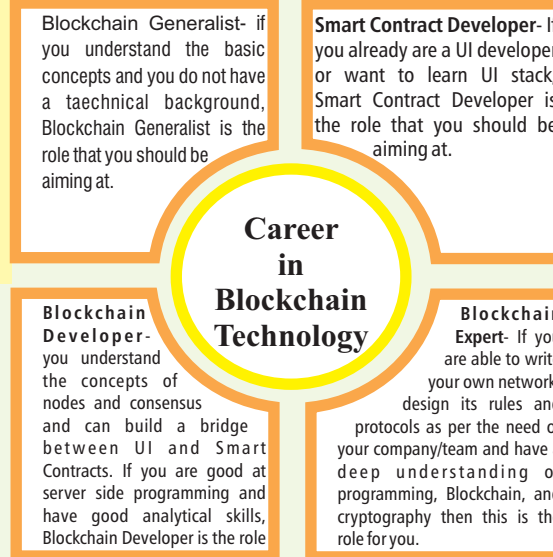 Blockchain Generalist- if
you understand the basic
concepts and you do not have
a taechnical background,
Blockchain Generalist is the
role that you should be
aiming at.
Smart Contract Developer- If
you already are a UI developer
or want to learn UI stack,
Smart Contract Developer is
the role that you should be
aiming at.
Career
in
Blockchain
Technology
Blockchain
Developer-
you understand
the concepts of
nodes and consensus
and can build a bridge
between UI and Smart
Contracts. If you are good at
server side programming and
have good analytical skills,
Blockchain Developer is the role
Blockchain
Expert- If you
are able to write
your own network
design its rules and
protocols as per the need of
your company/team and have
deep understanding of
programming, Blockchain, and
cryptography then this is the
role for you.